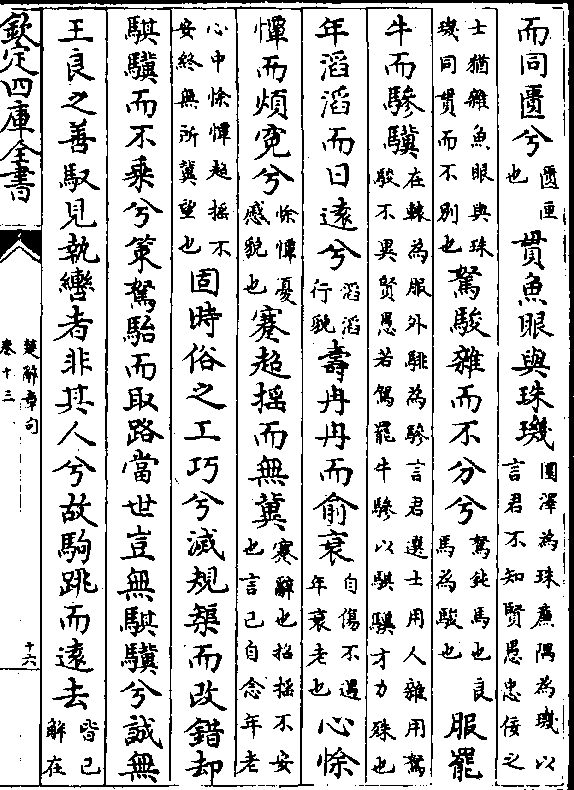 而同匱兮匱匣也貫魚眼與珠璣圜澤為珠廉隅為璣以言君不知賢愚忠佞之
士猶雜魚眼與珠璣同貫而不别也駑駿雜而不分兮駑鈍馬也良馬為駿也服罷
牛而驂驥在轅為服外騑為驂言君選士用人雜用駑駿不異賢愚若駕罷牛驂以騏驥才力殊也
年滔滔而日遠兮滔滔行貌壽冉冉而俞衰自傷不遇年衰老也心悇
憛而煩寃兮悇憛憂感貌也蹇超摇而無冀蹇辭也招揺不安也言己自念年老
心中悇憛超摇不安終無所冀望也固時俗之工巧兮滅規榘而改錯却
騏驥而不乘兮策駑駘而取路當世豈無騏驥兮誠無
王良之善馭見執轡者非其人兮故駒跳而遠去皆已解在
欽定四庫全書
楚辭章句
卷十三
十六